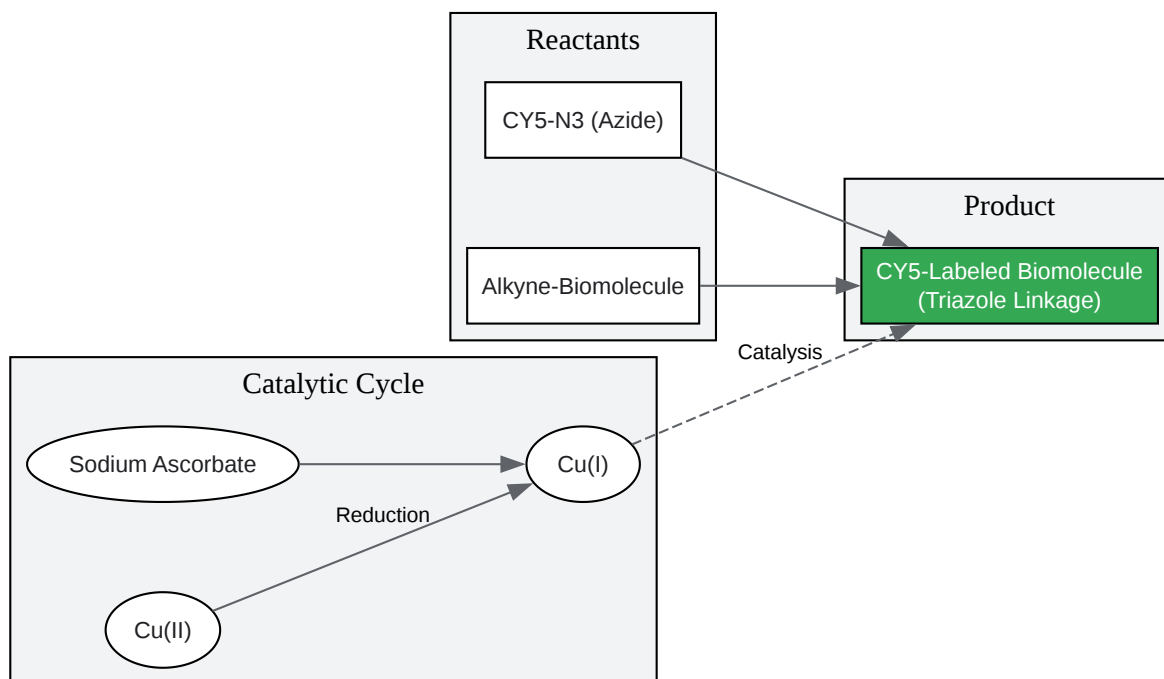 Reactants
CY5-N3 (Azide)
Alkyne-Biomolecule
Product
CY5-Labeled Biomolecule
(Triazole Linkage)
Catalysis
Catalytic Cycle
Sodium Ascorbate
Cu(I)
Reduction
Cu(II)